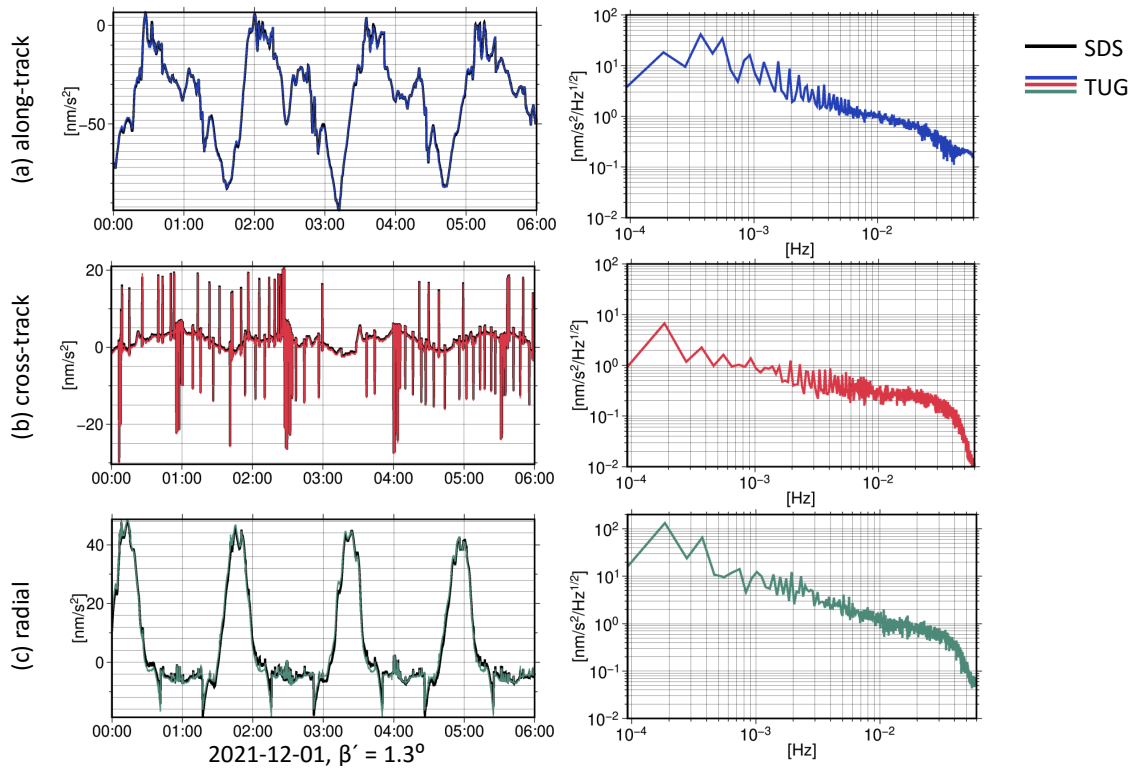 (a) along-track
[nm/s²]
0
−50
00:00 01:00 02:00 03:00 04:00 05:00 06:00
[nm/s²/Hz^1/2]
10²
10¹
10⁰
10⁻¹
10⁻²
10⁻⁴ 10⁻³ 10⁻²
[Hz]
SDS
TUG
(b) cross-track
[nm/s²]
20
0
−20
00:00 01:00 02:00 03:00 04:00 05:00 06:00
[nm/s²/Hz^1/2]
10²
10¹
10⁰
10⁻¹
10⁻²
10⁻⁴ 10⁻³ 10⁻²
[Hz]
(c) radial
[nm/s²]
40
20
0
00:00 01:00 02:00 03:00 04:00 05:00 06:00
[nm/s²/Hz^1/2]
10²
10¹
10⁰
10⁻¹
10⁻²
10⁻⁴ 10⁻³ 10⁻²
[Hz]
2021-12-01, β´ = 1.3º